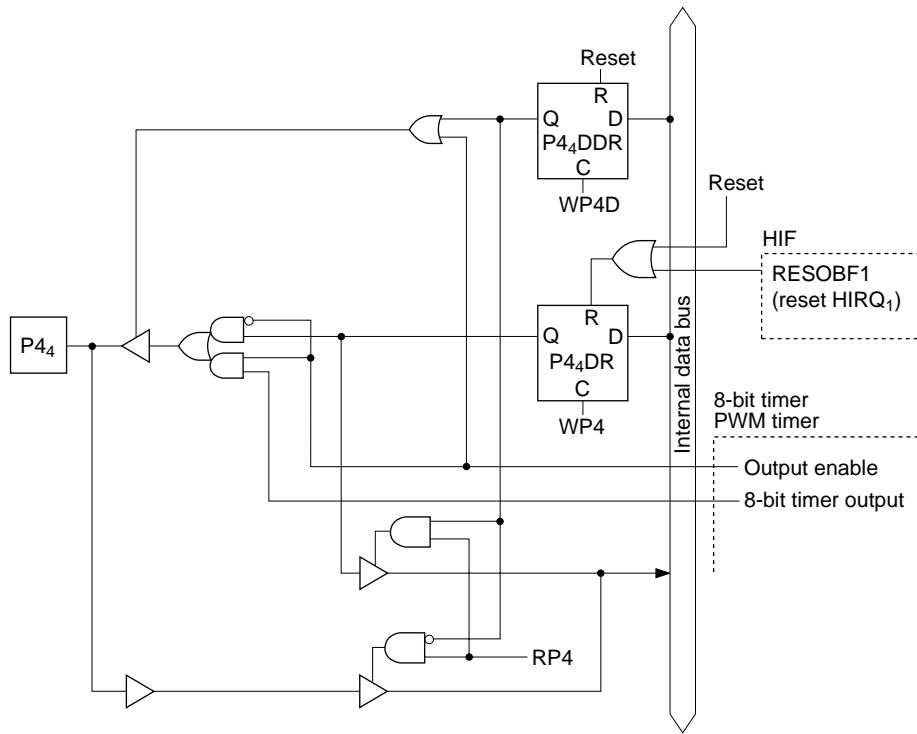 Reset
R
Q D
P4₄DDR
C
WP4D
Reset
HIF
RESOBF1
(reset HIRQ₁)
R
Q D
P4₄DR
C
WP4
P4₄
Internal data bus
8-bit timer
PWM timer
Output enable
8-bit timer output
RP4